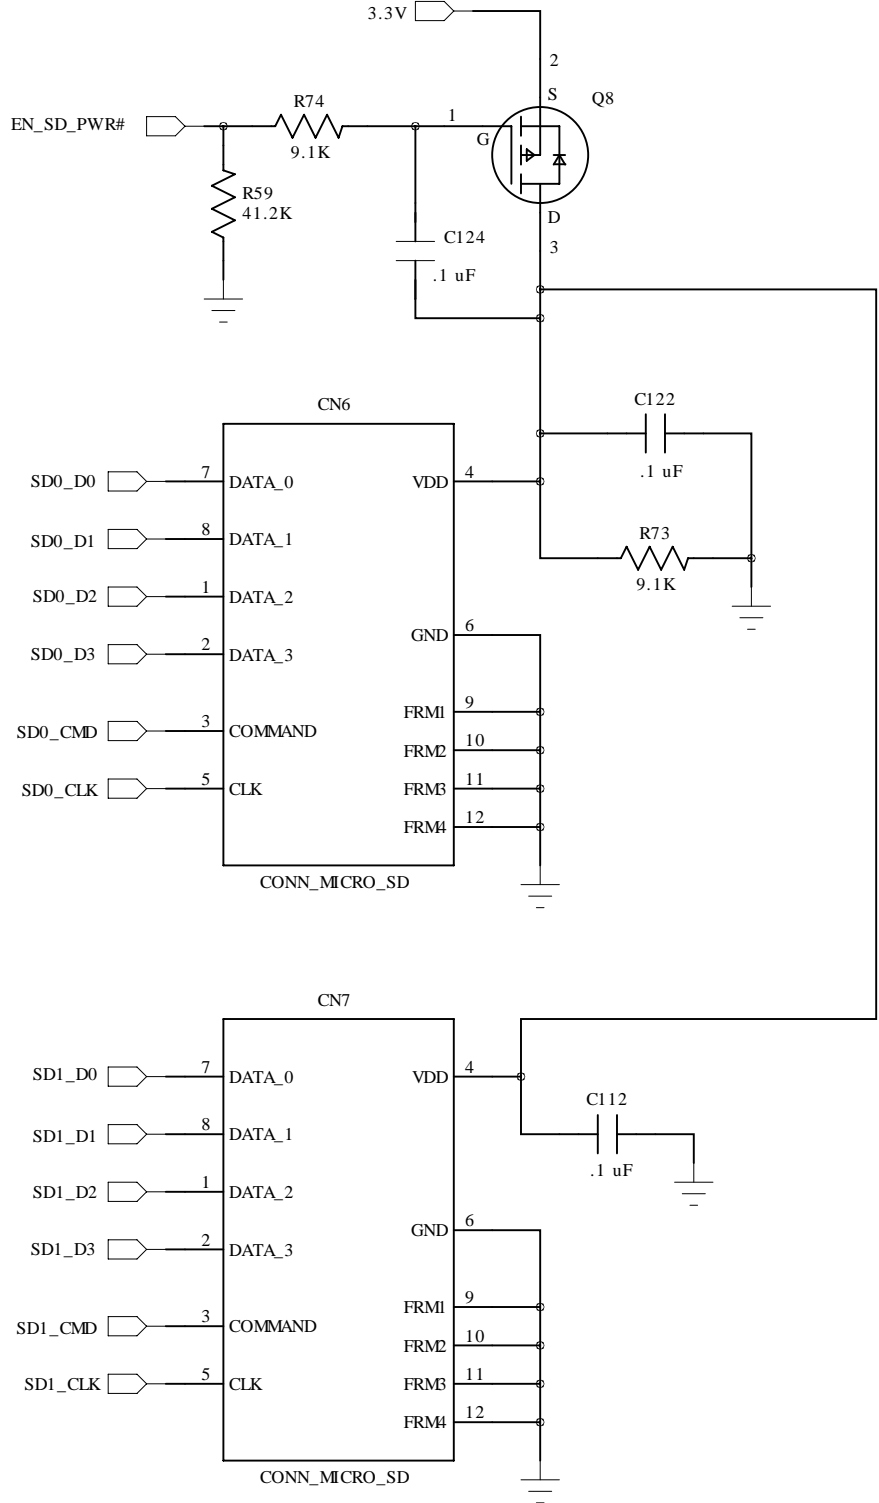 3.3V
2
S
Q8
R74
1
EN_SD_PWR#
G
9.1K
R59
41.2K
D
C124
3
.1 uF
C122
CN6
.1 uF
SD0_D0
7
DATA_0
VDD
4
SD0_D1
8
DATA_1
R73
9.1K
SD0_D2
1
DATA_2
GND
6
SD0_D3
2
DATA_3
FRM1
9
SD0_CMD
3
COMMAND
FRM2
10
SD0_CLK
5
CLK
FRM3
11
FRM4
12
CONN_MICRO_SD
CN7
SD1_D0
7
DATA_0
VDD
4
C112
SD1_D1
8
DATA_1
.1 uF
SD1_D2
1
DATA_2
GND
6
SD1_D3
2
DATA_3
FRM1
9
SD1_CMD
3
COMMAND
FRM2
10
SD1_CLK
5
CLK
FRM3
11
FRM4
12
CONN_MICRO_SD